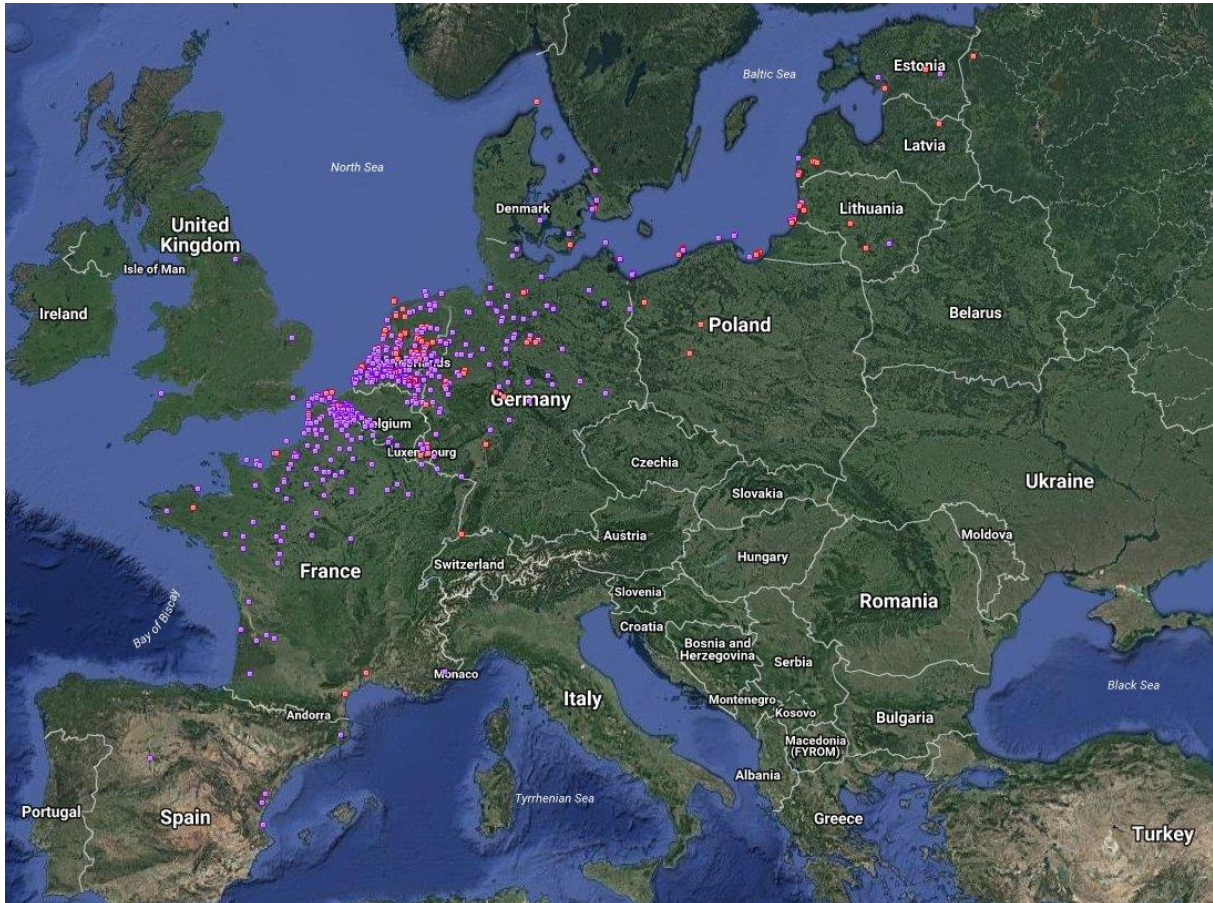 Estonia
Baltic Sea
Latvia
North Sea
Denmark
Lithuania
United
Kingdom
Isle of Man
Ireland
Belarus
Poland
Germany
Belgium
Luxembourg
Czechia
Ukraine
Slovakia
Moldova
Austria
Hungary
Switzerland
France
Slovenia
Romania
Croatia
Bay of Biscay
Bosnia and
Herzegovina
Serbia
Monaco
Italy
Black Sea
Montenegro
Kosovo
Andorra
Bulgaria
Macedonia
(FYROM)
Albania
Tyrrhenian Sea
Portugal
Spain
Greece
Turkey